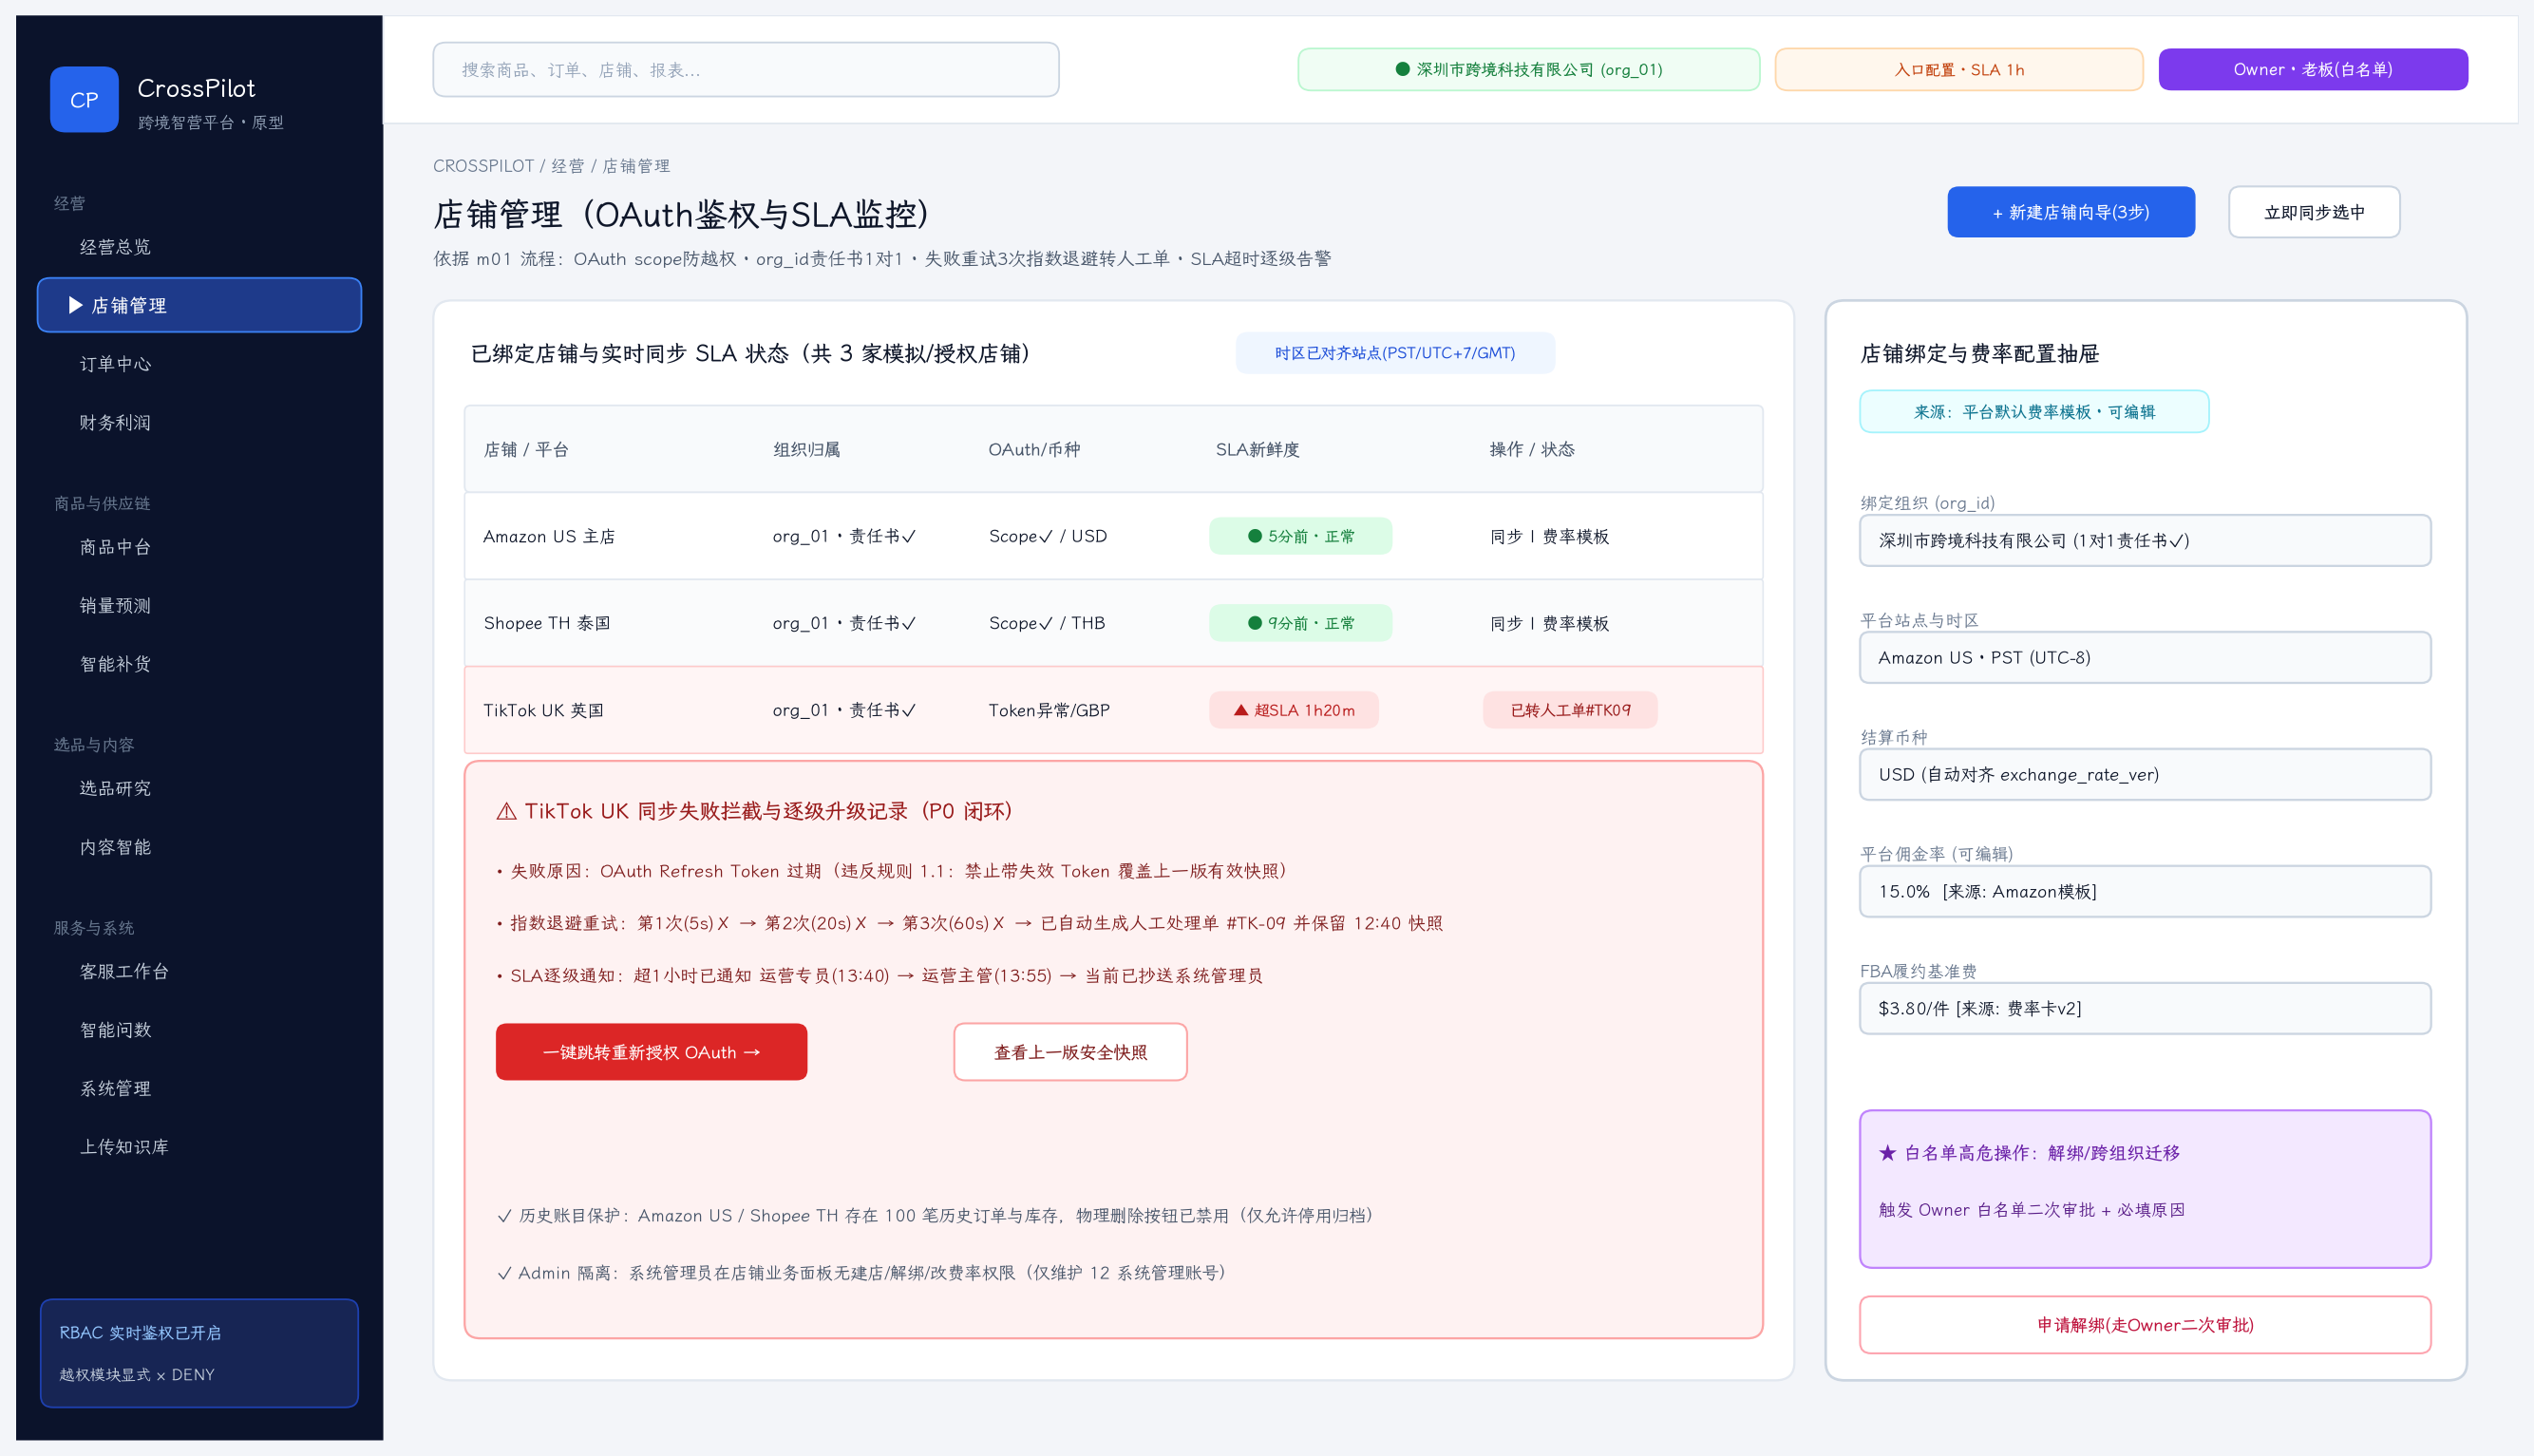 CP
CrossPilot
跨境智营平台・原型
经营
经营总览
▶ 店铺管理
订单中心
财务利润
商品与供应链
商品中台
销量预测
智能补货
选品与内容
选品研究
内容智能
服务与系统
客服工作台
智能问数
系统管理
上传知识库
RBAC 实时鉴权已开启
越权模块显式 × DENY
搜索商品、订单、店铺、报表...
● 深圳市跨境科技有限公司 (org_01)
入口配置・SLA 1h
Owner・老板(白名单)
CROSSPILOT / 经营 / 店铺管理
店铺管理（OAuth鉴权与SLA监控）
依据 m01 流程：OAuth scope防越权・org_id责任书1对1・失败重试3次指数退避转人工单・SLA超时逐级告警
+ 新建店铺向导(3步)
立即同步选中
已绑定店铺与实时同步 SLA 状态（共 3 家模拟/授权店铺）
时区已对齐站点(PST/UTC+7/GMT)
店铺 / 平台 组织归属 OAuth/币种 SLA新鲜度 操作 / 状态
Amazon US 主店 org_01・责任书✓ Scope✓ / USD ● 5分前・正常 同步 | 费率模板
Shopee TH 泰国 org_01・责任书✓ Scope✓ / THB ● 9分前・正常 同步 | 费率模板
TikTok UK 英国 org_01・责任书✓ Token异常/GBP ▲ 超SLA 1h20m 已转人工单#TK09
⚠ TikTok UK 同步失败拦截与逐级升级记录（P0 闭环）
• 失败原因：OAuth Refresh Token 过期（违反规则 1.1：禁止带失效 Token 覆盖上一版有效快照）
• 指数退避重试：第1次(5s)✗ → 第2次(20s)✗ → 第3次(60s)✗ → 已自动生成人工处理单 #TK-09 并保留 12:40 快照
• SLA逐级通知：超1小时已通知 运营专员(13:40) → 运营主管(13:55) → 当前已抄送系统管理员
一键跳转重新授权 OAuth →
查看上一版安全快照
✓ 历史账目保护：Amazon US / Shopee TH 存在 100 笔历史订单与库存，物理删除按钮已禁用（仅允许停用归档）
✓ Admin 隔离：系统管理员在店铺业务面板无建店/解绑/改费率权限（仅维护 12 系统管理账号）
店铺绑定与费率配置抽屉
来源：平台默认费率模板・可编辑
绑定组织 (org_id)
深圳市跨境科技有限公司 (1对1责任书✓)
平台站点与时区
Amazon US・PST (UTC-8)
结算币种
USD (自动对齐 exchange_rate_ver)
平台佣金率 (可编辑)
15.0% [来源: Amazon模板]
FBA履约基准费
$3.80/件 [来源: 费率卡v2]
★ 白名单高危操作：解绑/跨组织迁移
触发 Owner 白名单二次审批 + 必填原因
申请解绑(走Owner二次审批)